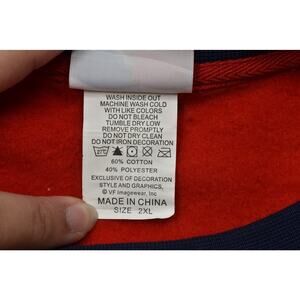 WASH INSIDE OUT
MACHINE WASH COLD
WITH LIKE COLORS
DO NOT BLEACH
TUMBLE DRY LOW
REMOVE PROMPTLY
DO NOT DRY CLEAN
DO NOT IRON DECORATION
60% COTTON
40% POLYESTER
EXCLUSIVE OF DECORATION
STYLE AND GRAPHICS,
© VF Imagewear, Inc
MADE IN CHINA
SIZE 2XL